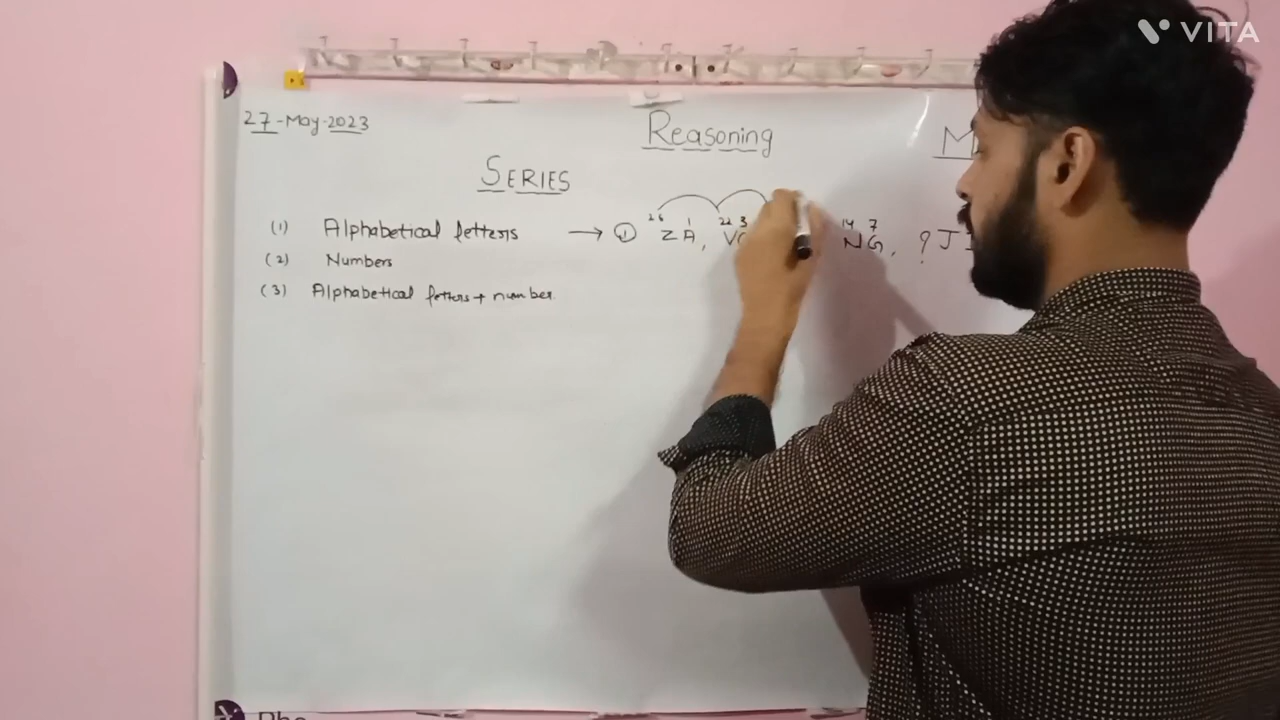 VITA
27-May-2023
Reasoning
SERIES
(1) Alphabetical letters → ① ZA, NG, ? J
26 1 22 3 14 7
(2) Numbers
(3) Alphabetical letters + number.